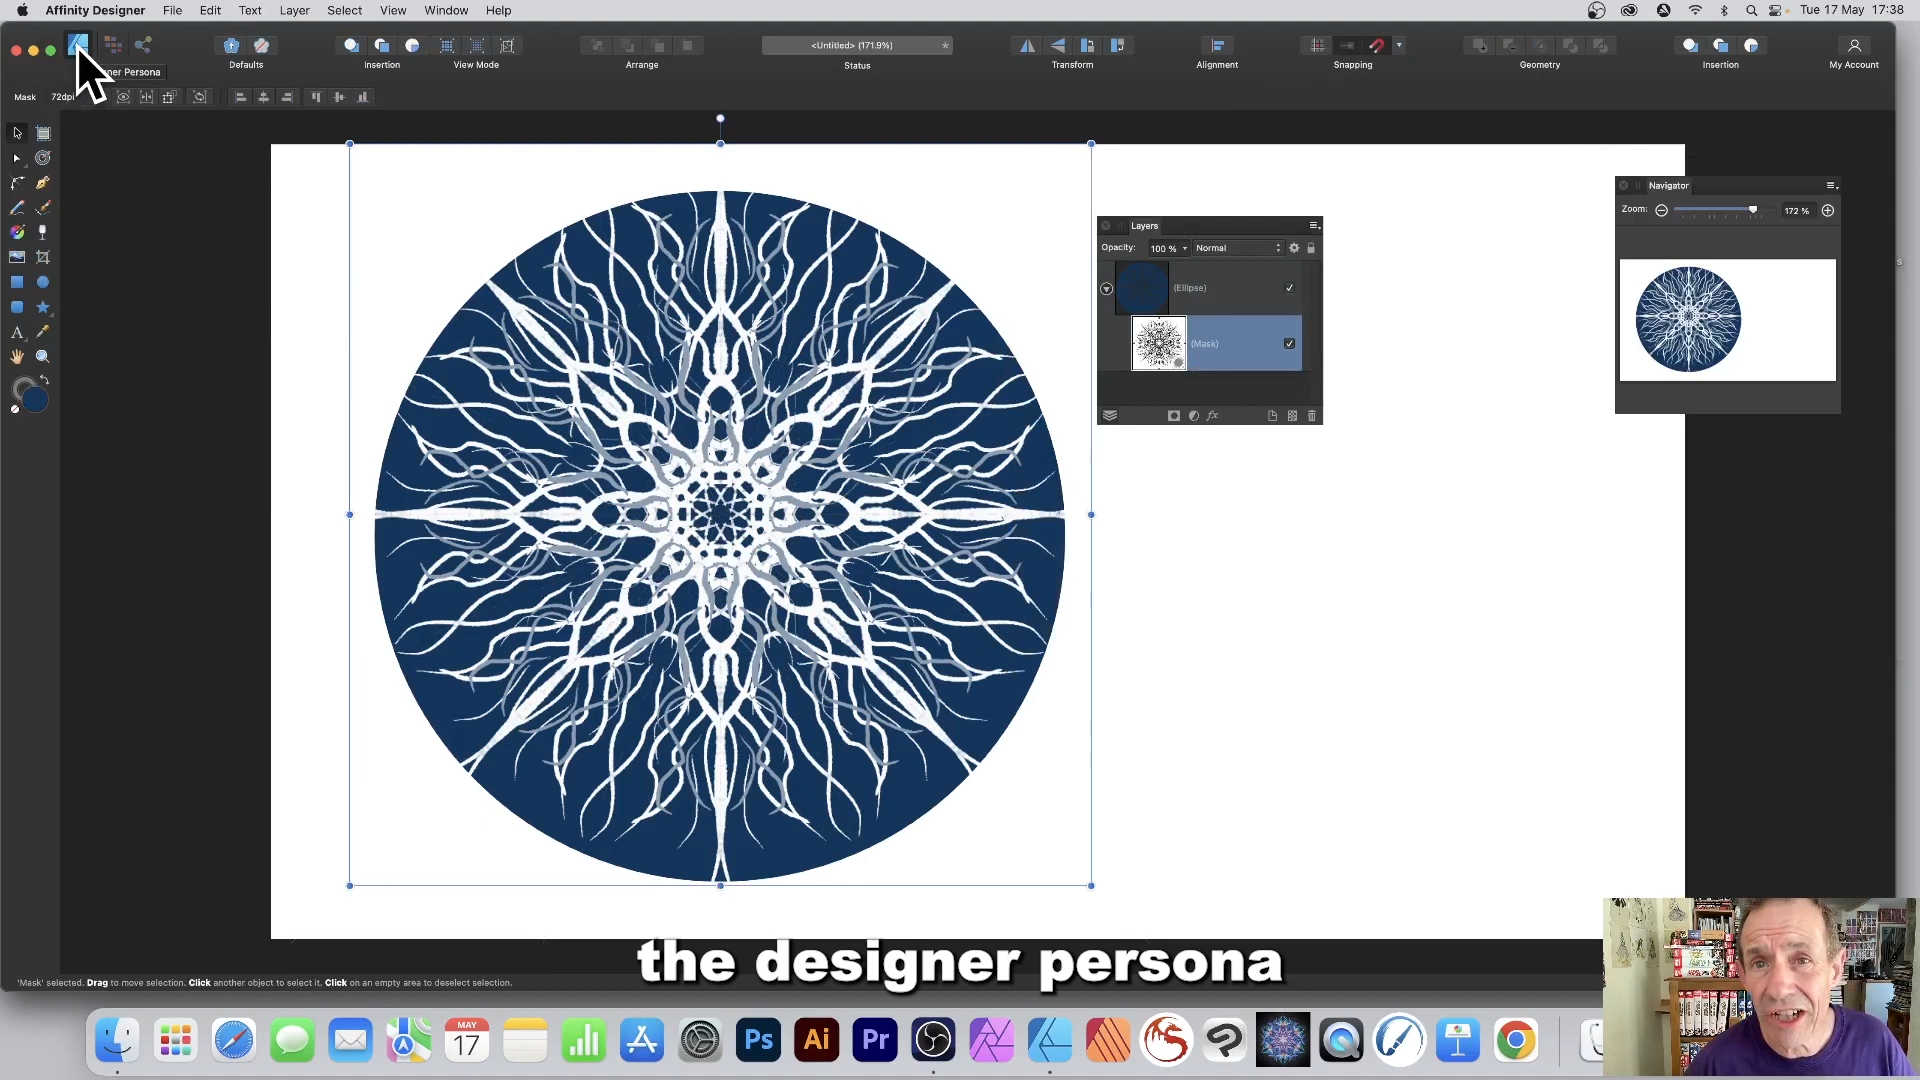 Affinity Designer File Edit Text Layer Select View Window Help
Tue 17 May 17:38
<Untitled> (171.9%)
*
Defaults
Insertion
View Mode
Arrange
Status
Transform
Alignment
Snapping
Geometry
Insertion
My Account
ner Persona
Mask
72dpi
Layers
Opacity:
100 %
Normal
(Ellipse)
(Mask)
Navigator
Zoom:
172 %
the designer persona
'Mask' selected. Drag to move selection. Click another object to select it. Click on an empty area to deselect selection.
MAY
17
Ps
Ai
Pr